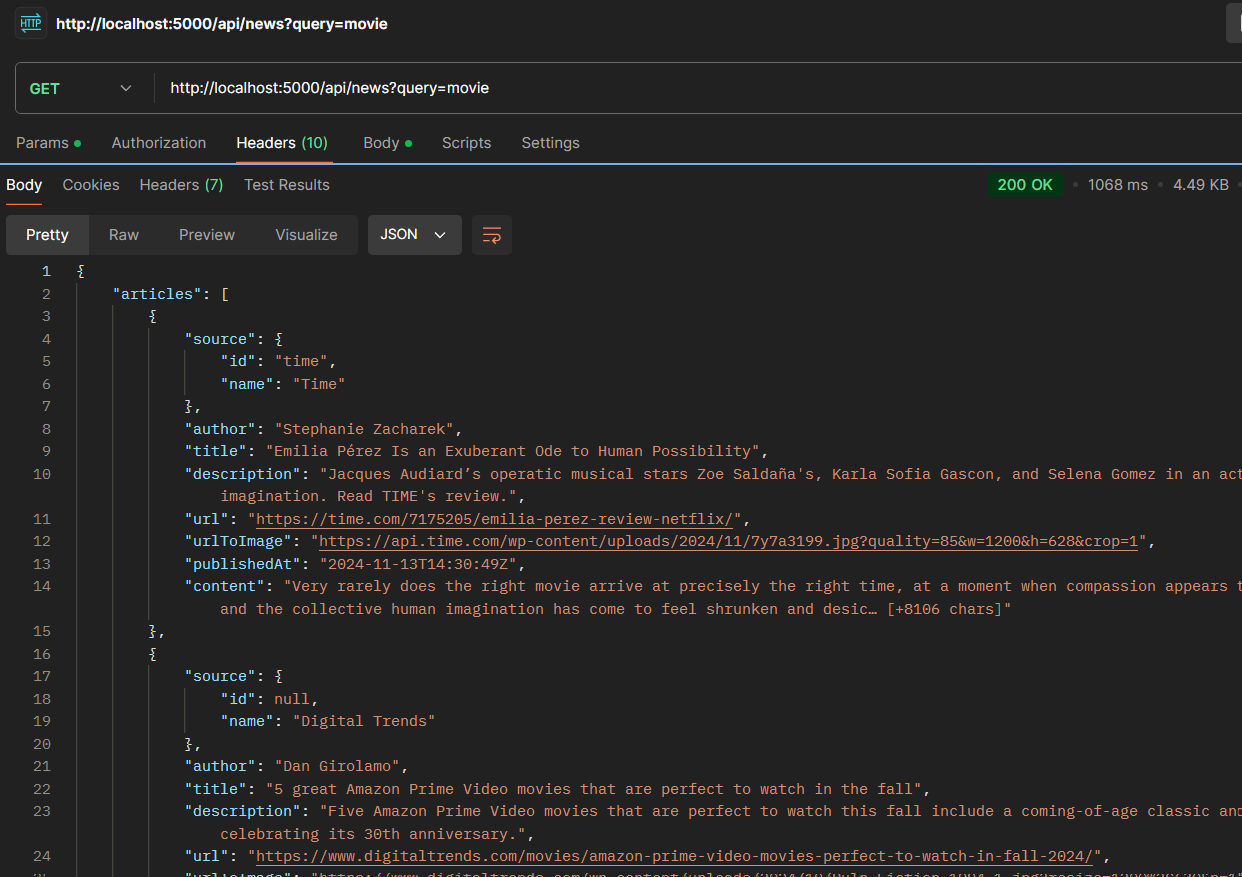 HTTP http://localhost:5000/api/news?query=movie
GET http://localhost:5000/api/news?query=movie
Params Authorization Headers (10) Body Scripts Settings
Body Cookies Headers (7) Test Results 200 OK 1068 ms 4.49 KB
Pretty Raw Preview Visualize JSON
1 {
2 "articles": [
3 {
4 "source": {
5 "id": "time",
6 "name": "Time"
7 },
8 "author": "Stephanie Zacharek",
9 "title": "Emilia Pérez Is an Exuberant Ode to Human Possibility",
10 "description": "Jacques Audiard’s operatic musical stars Zoe Saldaña's, Karla Sofia Gascon, and Selena Gomez in an act
imagination. Read TIME's review.",
11 "url": "https://time.com/7175205/emilia-perez-review-netflix/",
12 "urlToImage": "https://api.time.com/wp-content/uploads/2024/11/7y7a3199.jpg?quality=85&w=1200&h=628&crop=1",
13 "publishedAt": "2024-11-13T14:30:49Z",
14 "content": "Very rarely does the right movie arrive at precisely the right time, at a moment when compassion appears t
and the collective human imagination has come to feel shrunken and desic… [+8106 chars]"
15 },
16 {
17 "source": {
18 "id": null,
19 "name": "Digital Trends"
20 },
21 "author": "Dan Girolamo",
22 "title": "5 great Amazon Prime Video movies that are perfect to watch in the fall",
23 "description": "Five Amazon Prime Video movies that are perfect to watch this fall include a coming-of-age classic and
celebrating its 30th anniversary.",
24 "url": "https://www.digitaltrends.com/movies/amazon-prime-video-movies-perfect-to-watch-in-fall-2024/",